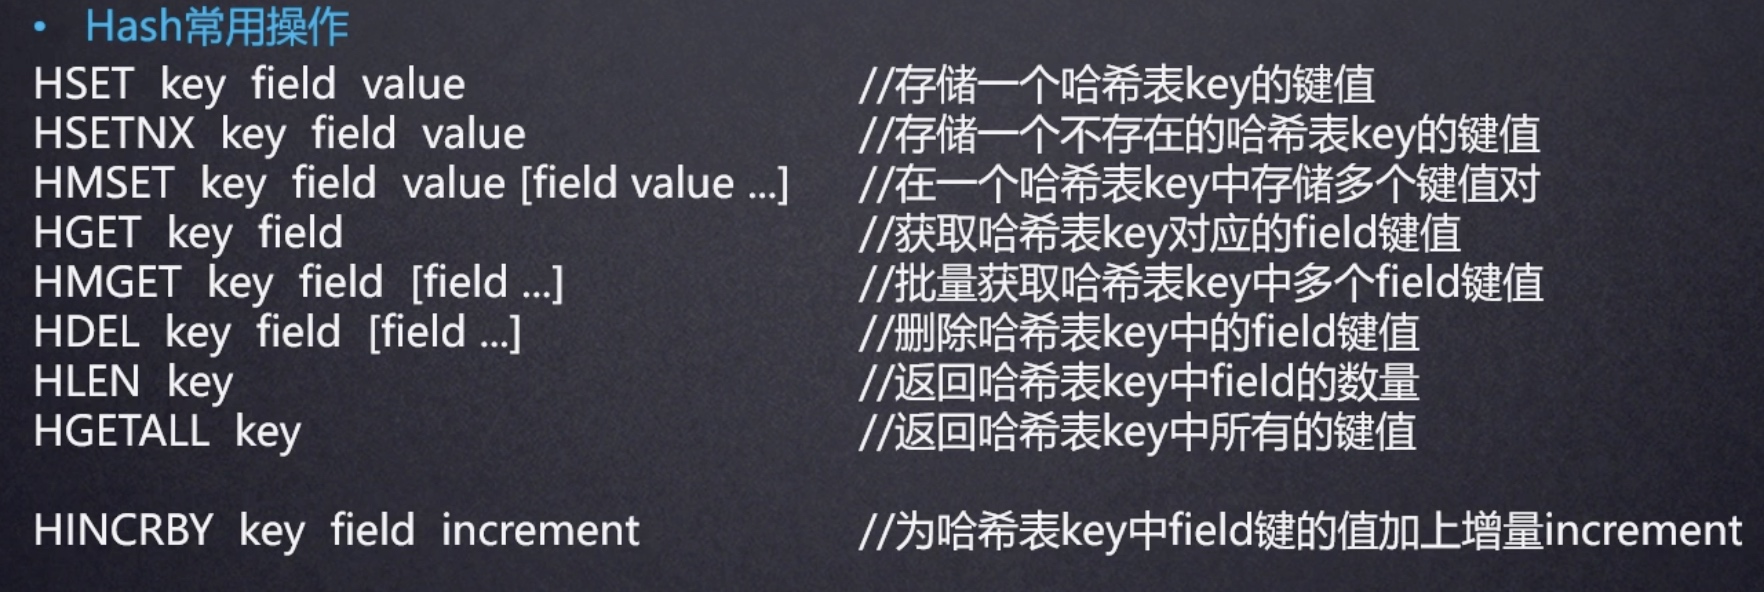 • Hash常用操作
HSET key field value //存储一个哈希表key的键值
HSETNX key field value //存储一个不存在的哈希表key的键值
HMSET key field value [field value ...] //在一个哈希表key中存储多个键值对
HGET key field //获取哈希表key对应的field键值
HMGET key field [field ...] //批量获取哈希表key中多个field键值
HDEL key field [field ...] //删除哈希表key中的field键值
HLEN key //返回哈希表key中field的数量
HGETALL key //返回哈希表key中所有的键值
HINCRBY key field increment //为哈希表key中field键的值加上增量increment